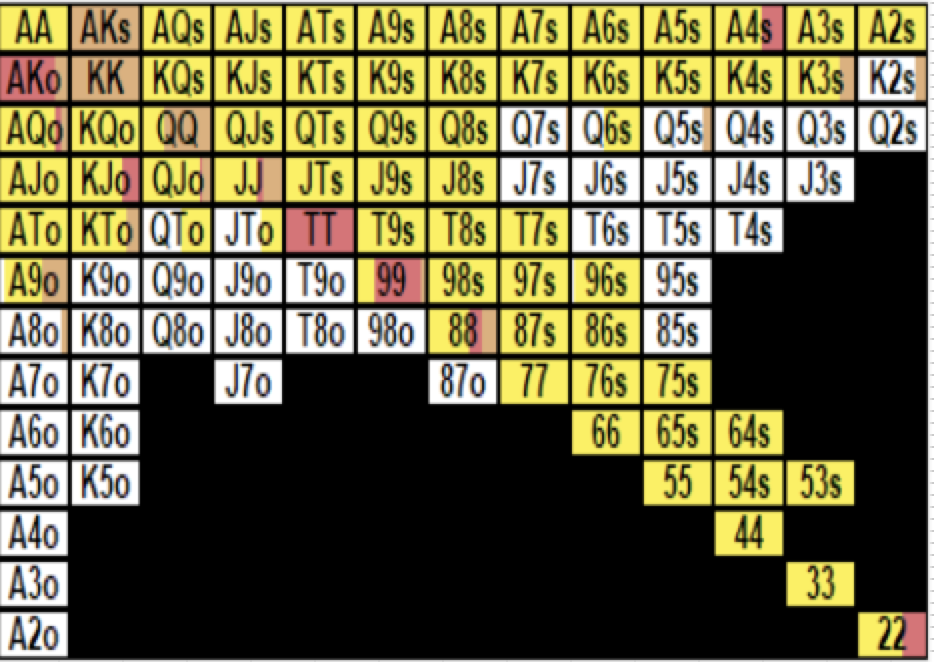 AA AKs AQs AJs ATs A9s A8s A7s A6s A5s A4s A3s A2s
AKo KK KQs KJs KTs K9s K8s K7s K6s K5s K4s K3s K2s
AQo KQo QQ QJs QTs Q9s Q8s Q7s Q6s Q5s Q4s Q3s Q2s
AJo KJo QJo JJ JTs J9s J8s J7s J6s J5s J4s J3s
ATo KTo QTo JTo TT T9s T8s T7s T6s T5s T4s
A9o K9o Q9o J9o T9o 99 98s 97s 96s 95s
A8o K8o Q8o J8o T8o 98o 88 87s 86s 85s
A7o K7o J7o 87o 77 76s 75s
A6o K6o 66 65s 64s
A5o K5o 55 54s 53s
A4o 44
A3o 33
A2o 22